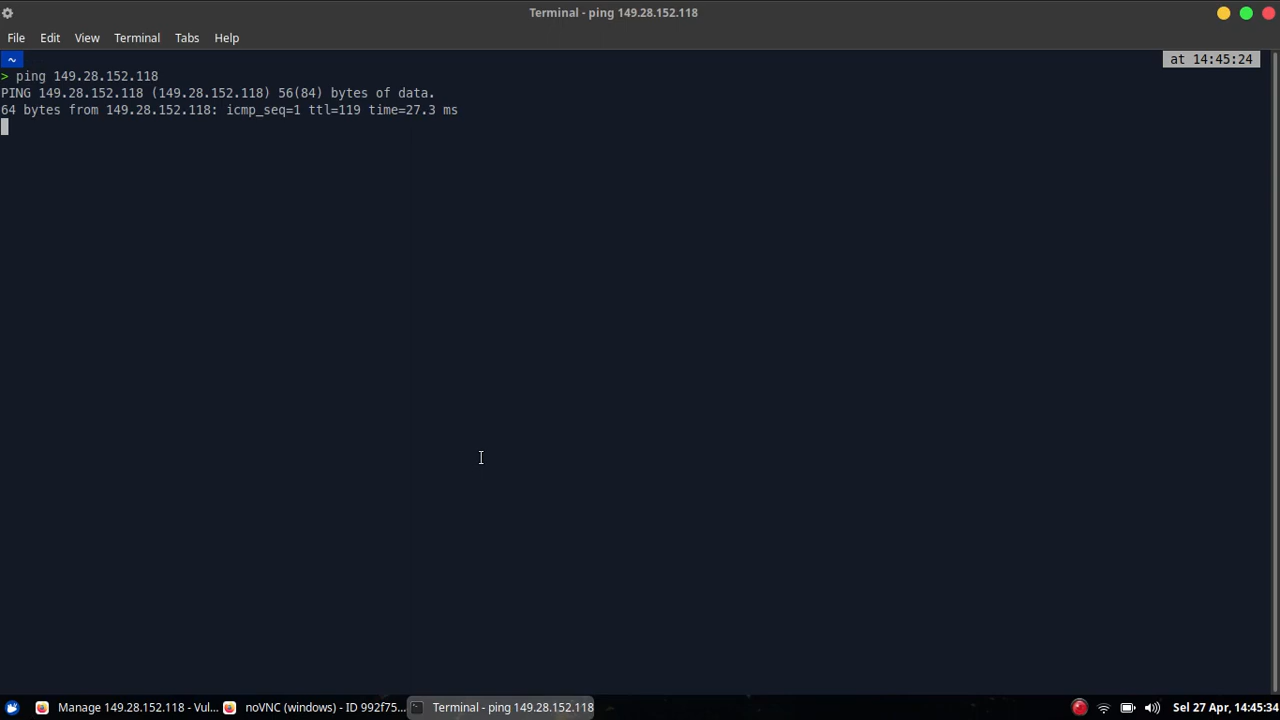 Terminal - ping 149.28.152.118
File Edit View Terminal Tabs Help
~ at 14:45:24
> ping 149.28.152.118
PING 149.28.152.118 (149.28.152.118) 56(84) bytes of data.
64 bytes from 149.28.152.118: icmp_seq=1 ttl=119 time=27.3 ms
Manage 149.28.152.118 - Vul... noVNC (windows) - ID 992f75... Terminal - ping 149.28.152.118 Sel 27 Apr, 14:45:34